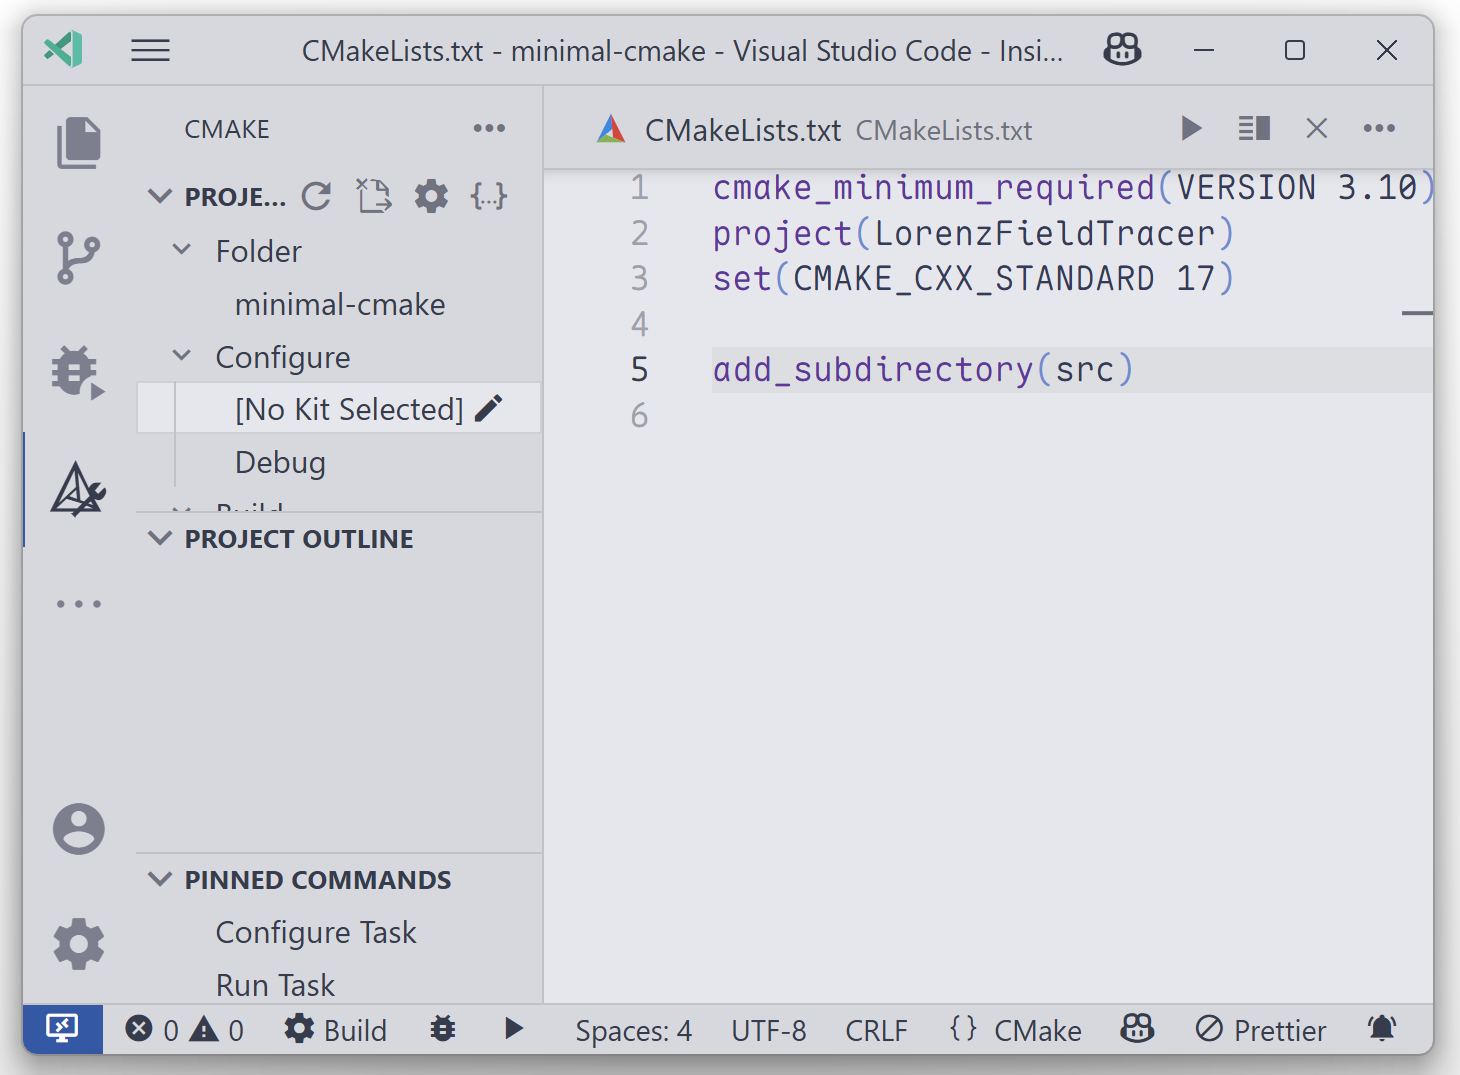 CMakeLists.txt - minimal-cmake - Visual Studio Code - Insi...
CMAKE
PROJE...
Folder
minimal-cmake
Configure
[No Kit Selected]
Debug
Build
PROJECT OUTLINE
PINNED COMMANDS
Configure Task
Run Task
CMakeLists.txt CMakeLists.txt
1 cmake_minimum_required(VERSION 3.10)
2 project(LorenzFieldTracer)
3 set(CMAKE_CXX_STANDARD 17)
4
5 add_subdirectory(src)
6
0 0 Build Spaces: 4 UTF-8 CRLF {} CMake Prettier